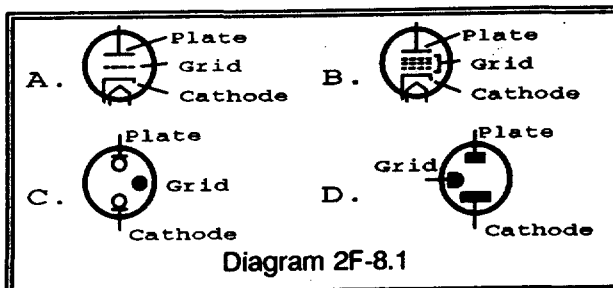 A. Plate
Grid
Cathode
B. Plate
Grid
Cathode
C. Plate
Grid
Cathode
D. Plate
Grid
Cathode
Diagram 2F-8.1